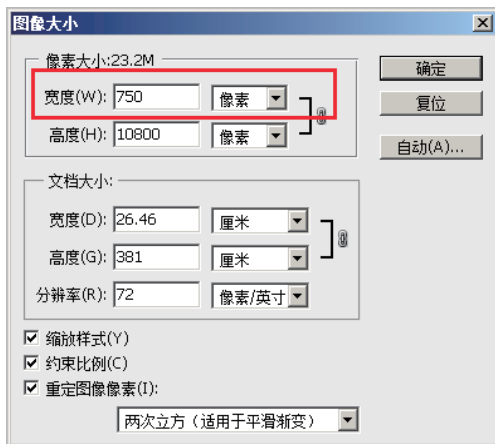 图像大小
像素大小:23.2M
确定
宽度(W): 750 像素
复位
高度(H): 10800 像素
自动(A)...
文档大小:
宽度(D): 26.46 厘米
高度(G): 381 厘米
分辨率(R): 72 像素/英寸
缩放样式(Y)
约束比例(C)
重定图像像素(I):
两次立方（适用于平滑渐变）